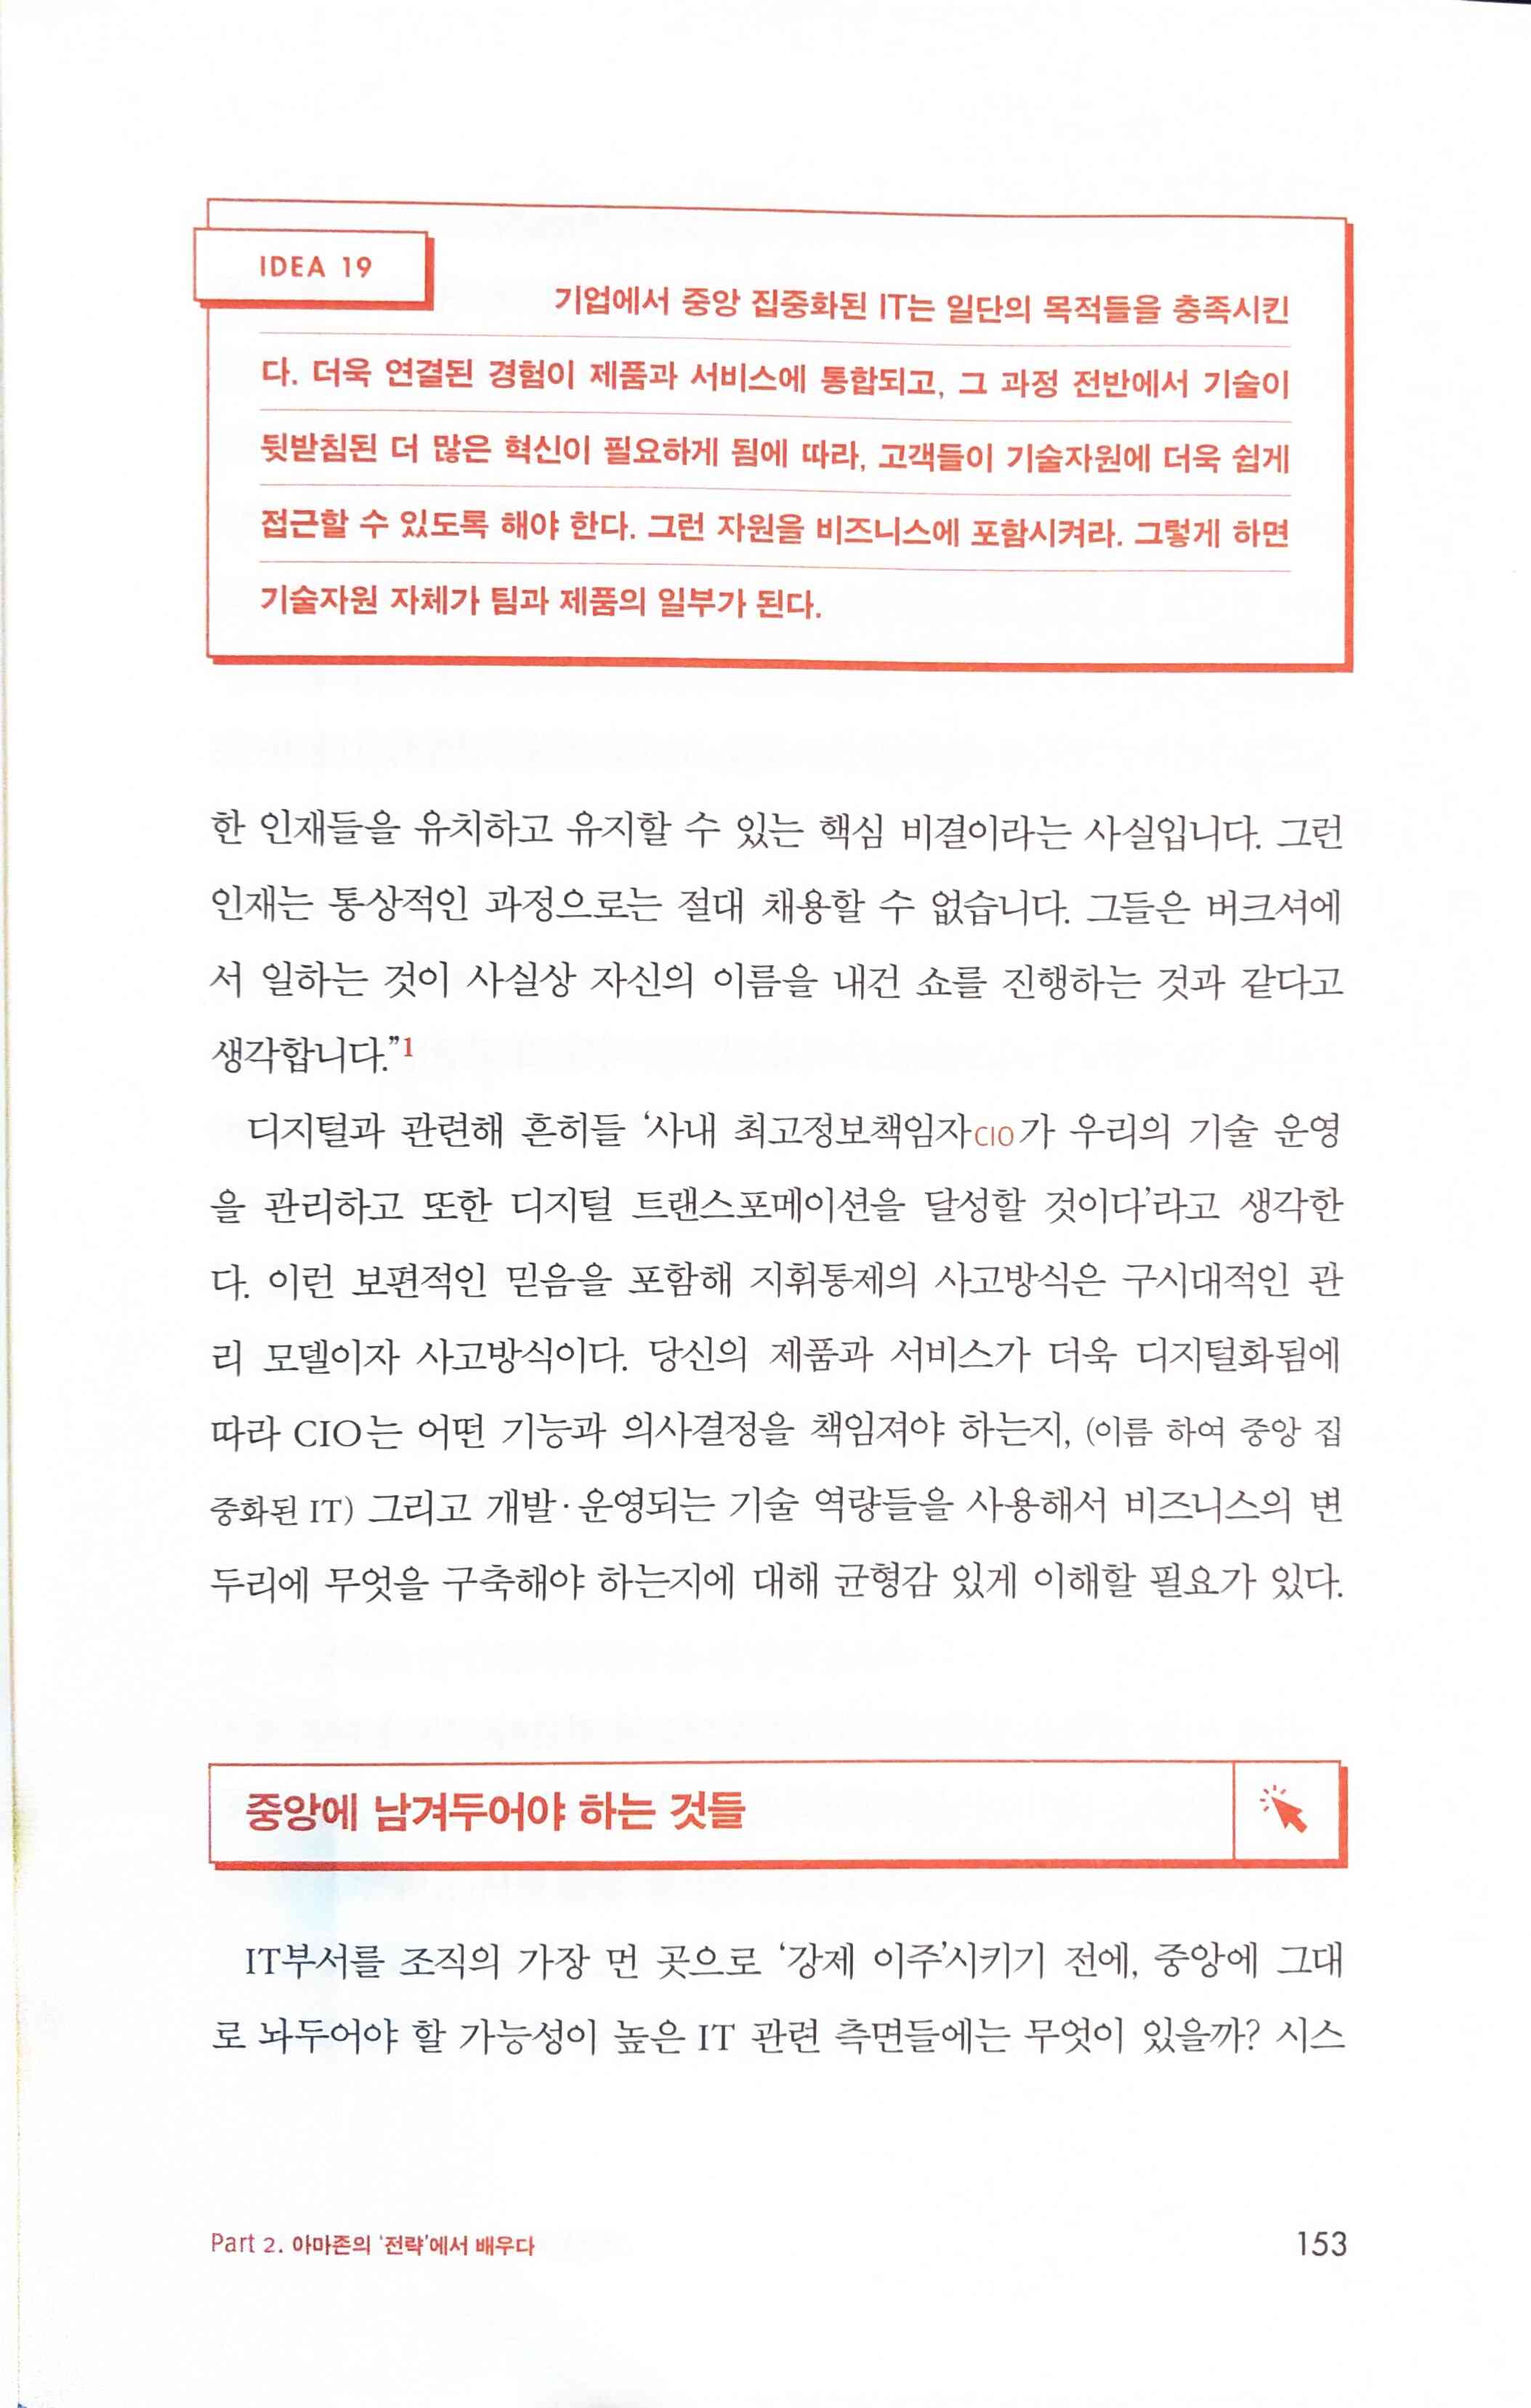 IDEA 19
기업에서 중앙 집중화된 IT는 일단의 목적들을 충족시킨
다. 더욱 연결된 경험이 제품과 서비스에 통합되고, 그 과정 전반에서 기술이
뒷받침된 더 많은 혁신이 필요하게 됨에 따라, 고객들이 기술자원에 더욱 쉽게
접근할 수 있도록 해야 한다. 그런 자원을 비즈니스에 포함시켜라. 그렇게 하면
기술자원 자체가 팀과 제품의 일부가 된다.
한 인재들을 유치하고 유지할 수 있는 핵심 비결이라는 사실입니다. 그런
인재는 통상적인 과정으로는 절대 채용할 수 없습니다. 그들은 버크셔에
서 일하는 것이 사실상 자신의 이름을 내건 쇼를 진행하는 것과 같다고
생각합니다.”1
디지털과 관련해 흔히들 ‘사내 최고정보책임자CIO가 우리의 기술 운영
을 관리하고 또한 디지털 트랜스포메이션을 달성할 것이다’라고 생각한
다. 이런 보편적인 믿음을 포함해 지휘통제의 사고방식은 구시대적인 관
리 모델이자 사고방식이다. 당신의 제품과 서비스가 더욱 디지털화됨에
따라 CIO는 어떤 기능과 의사결정을 책임져야 하는지, (이름 하여 중앙 집
중화된 IT) 그리고 개발·운영되는 기술 역량들을 사용해서 비즈니스의 변
두리에 무엇을 구축해야 하는지에 대해 균형감 있게 이해할 필요가 있다.
중앙에 남겨두어야 하는 것들
IT부서를 조직의 가장 먼 곳으로 ‘강제 이주’시키기 전에, 중앙에 그대
로 놔두어야 할 가능성이 높은 IT 관련 측면들에는 무엇이 있을까? 시스
Part 2. 아마존의 ‘전략’에서 배우다
153